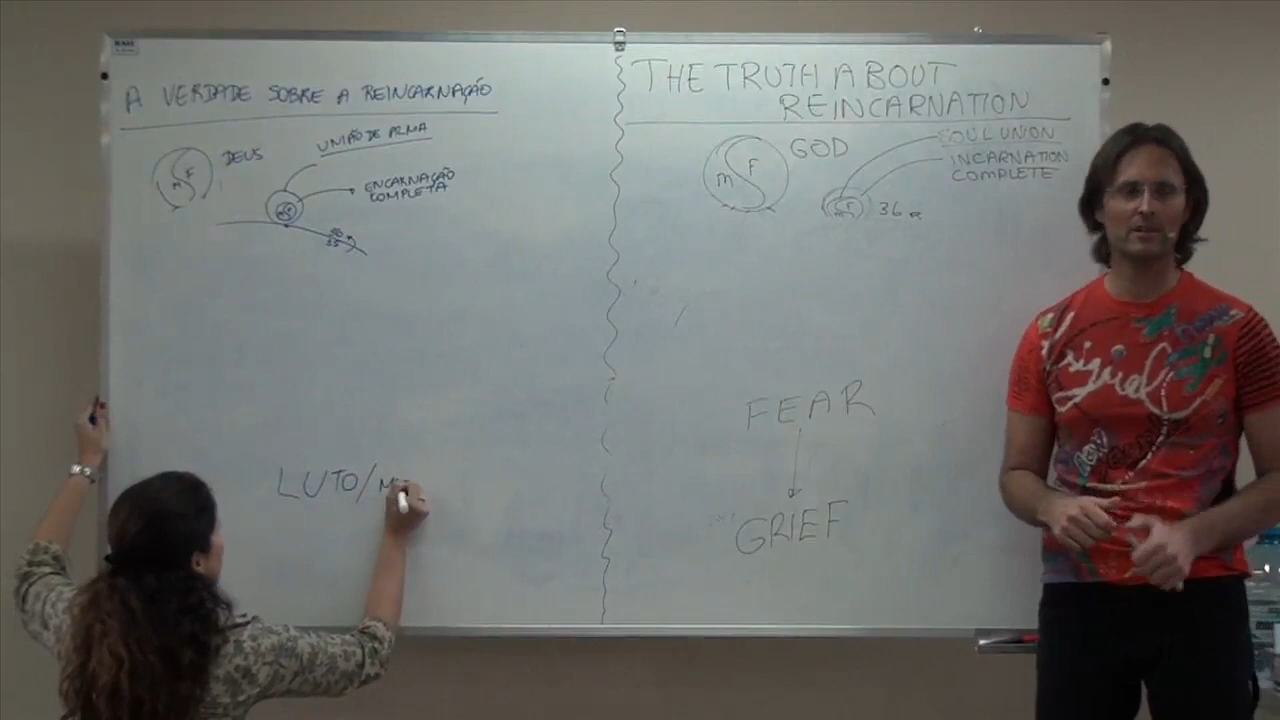 A VERDADE SOBRE A REINCARNAÇÃO
UNIÃO DE ALMA
M F
DEUS
ENCARNAÇÃO
COMPLETA
LUTO/M
THE TRUTH ABOUT
REINCARNATION
M F
GOD
SOUL UNION
INCARNATION
COMPLETE
36
FEAR
GRIEF